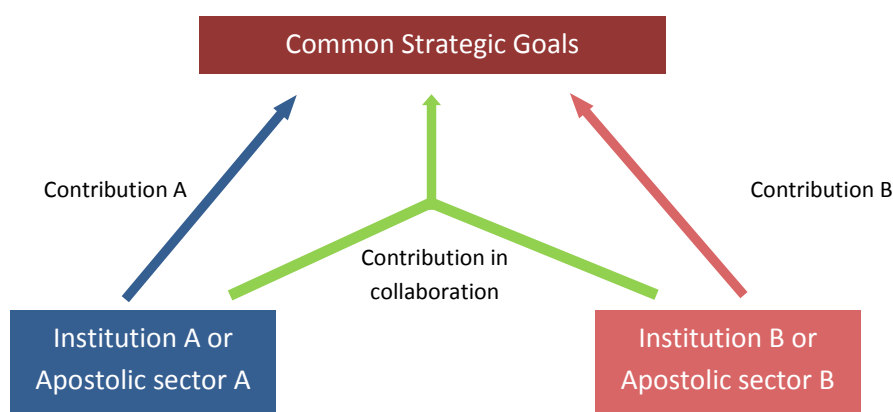 Common Strategic Goals
Contribution A
Contribution B
Contribution in
collaboration
Institution A or
Apostolic sector A
Institution B or
Apostolic sector B